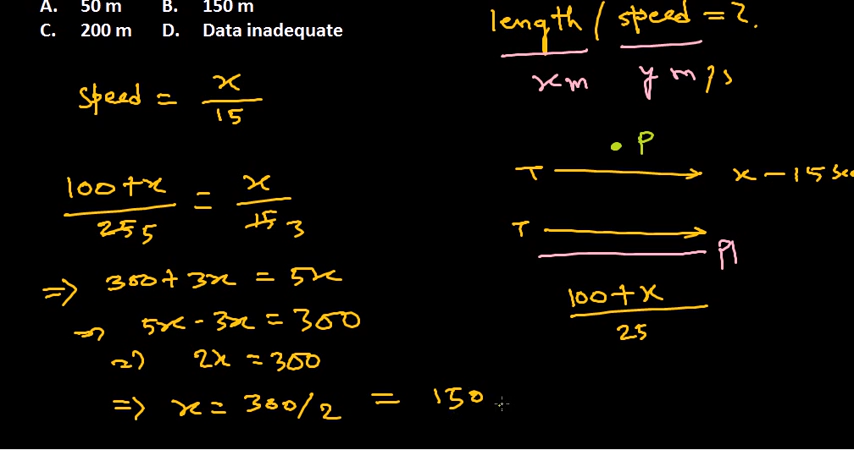 A. 50 m B. 150 m
C. 200 m D. Data inadequate
length / speed = ?.
x m y m/s
Speed = x/15
• P
T x - 15 sec
100+x/25 5 = x/15 3
T Pl
100+x/25
=> 300 + 3x = 5x
=> 5x - 3x = 300
=> 2x = 300
=> x = 300/2 = 150